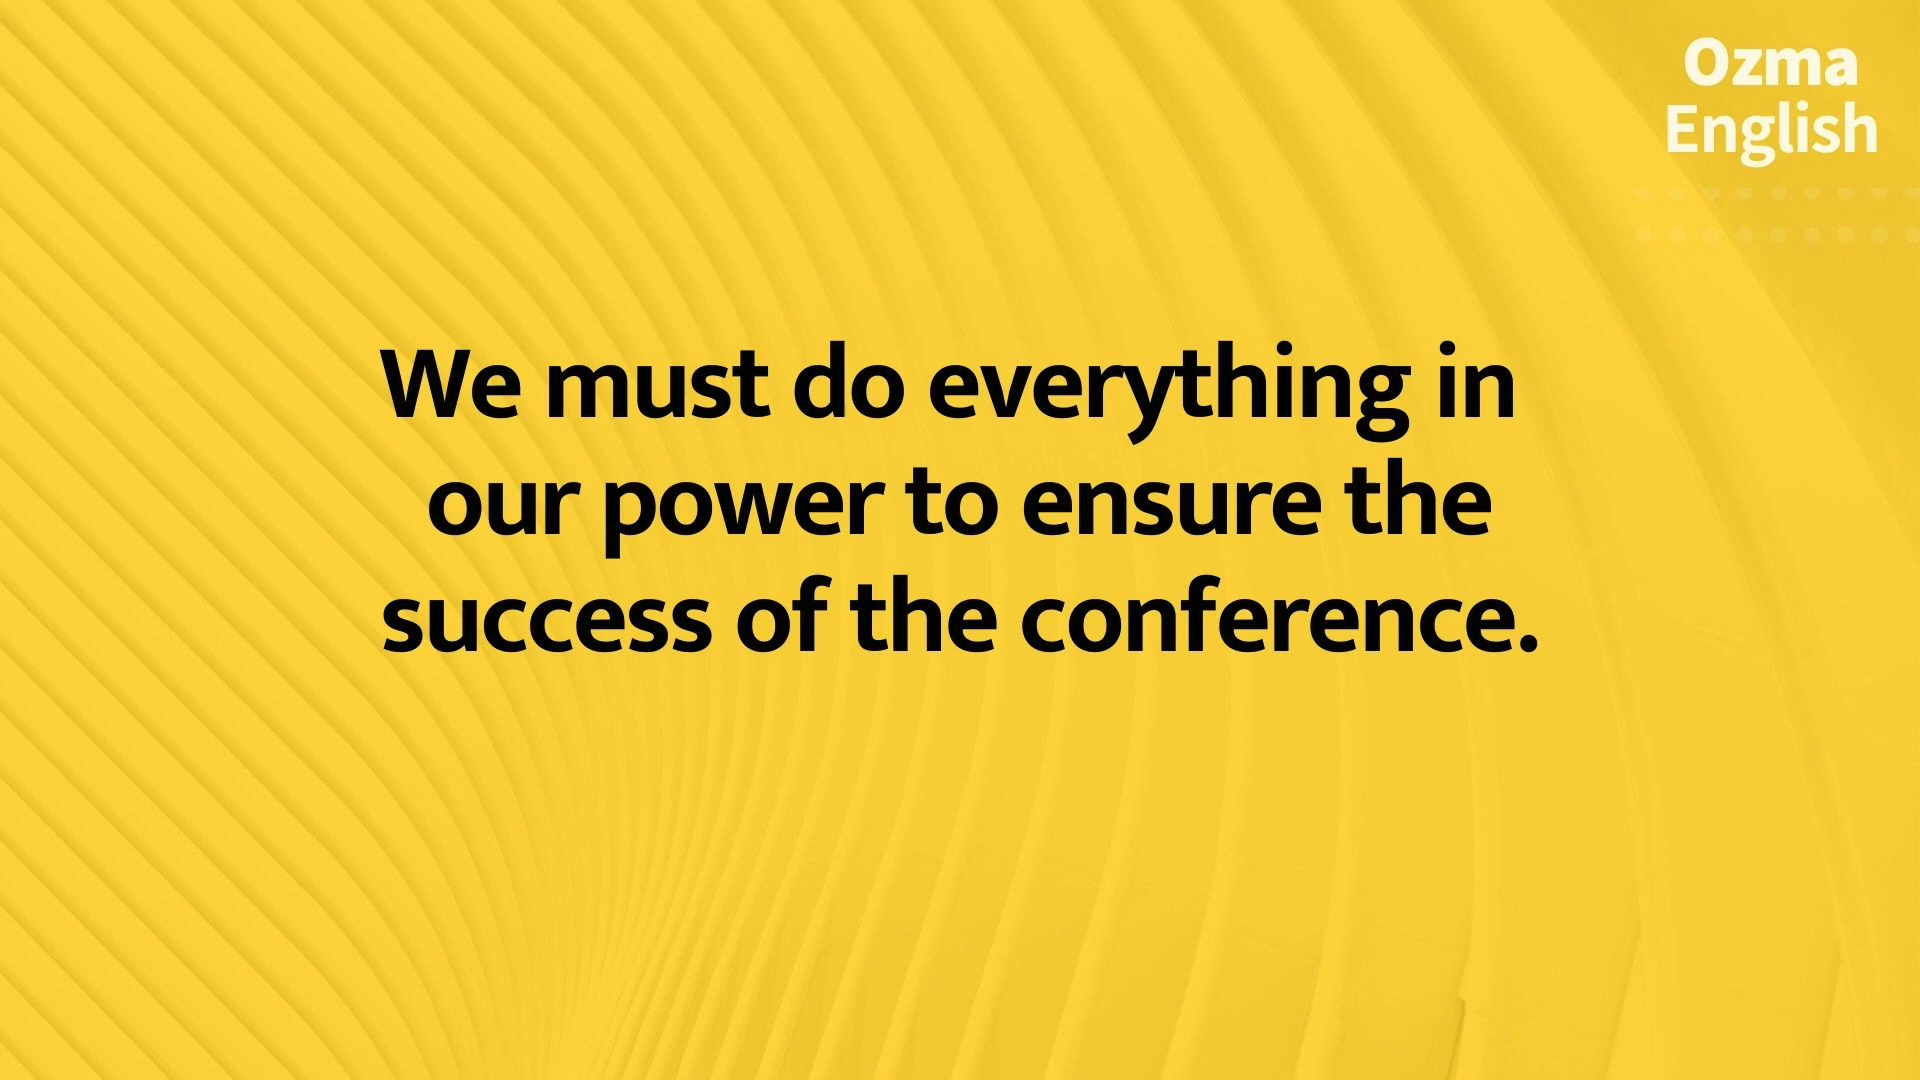 Ozma
English
We must do everything in
our power to ensure the
success of the conference.